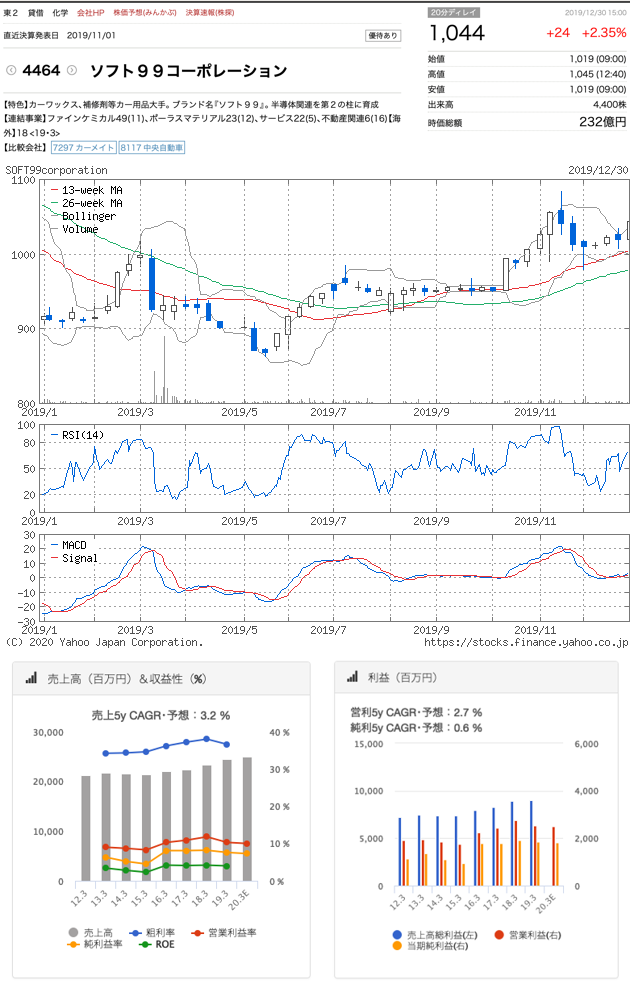 東２ 貸借 化学 会社HP 株価予想(みんかぶ) 決算速報(株探)
直近決算発表日 2019/11/01 優待あり
4464 ソフト９９コーポレーション
【特色】カーワックス、補修剤等カー用品大手。ブランド名『ソフト９９』。半導体関連を第２の柱に育成
【連結事業】ファインケミカル49(11)、ポーラスマテリアル23(12)、サービス22(5)、不動産関連6(16)【海
外】18 <19・3>
【比較会社】 7297 カーメイト 8117 中央自動車
20分ディレイ 2019/12/30 15:00
1,044 +24 +2.35%
始値 1,019 (09:00)
高値 1,045 (12:40)
安値 1,019 (09:00)
出来高 4,400株
時価総額 232億円
SOFT99corporation 2019/12/30
1100
1000
900
800
13-week MA
26-week MA
Bollinger
Volume
2019/1 2019/3 2019/5 2019/7 2019/9 2019/11
100
80
50
20
0
RSI(14)
2019/1 2019/3 2019/5 2019/7 2019/9 2019/11
30
20
10
0
-10
-20
-30
MACD
Signal
2019/1 2019/3 2019/5 2019/7 2019/9 2019/11
(C) 2020 Yahoo Japan Corporation. https://stocks.finance.yahoo.co.jp
売上高（百万円）＆収益性（%）
売上5y CAGR・予想：3.2 %
30,000
20,000
10,000
0
40 %
30 %
20 %
10 %
0 %
12.3 13.3 14.3 15.3 16.3 17.3 18.3 19.3 20.3E
売上高 粗利率 営業利益率
純利益率 ROE
利益（百万円）
営利5y CAGR・予想：2.7 %
純利5y CAGR・予想：0.6 %
15,000
10,000
5,000
0
6,000
4,000
2,000
0
12.3 13.3 14.3 15.3 16.3 17.3 18.3 19.3 20.3E
売上高総利益(左) 営業利益(右)
当期純利益(右)